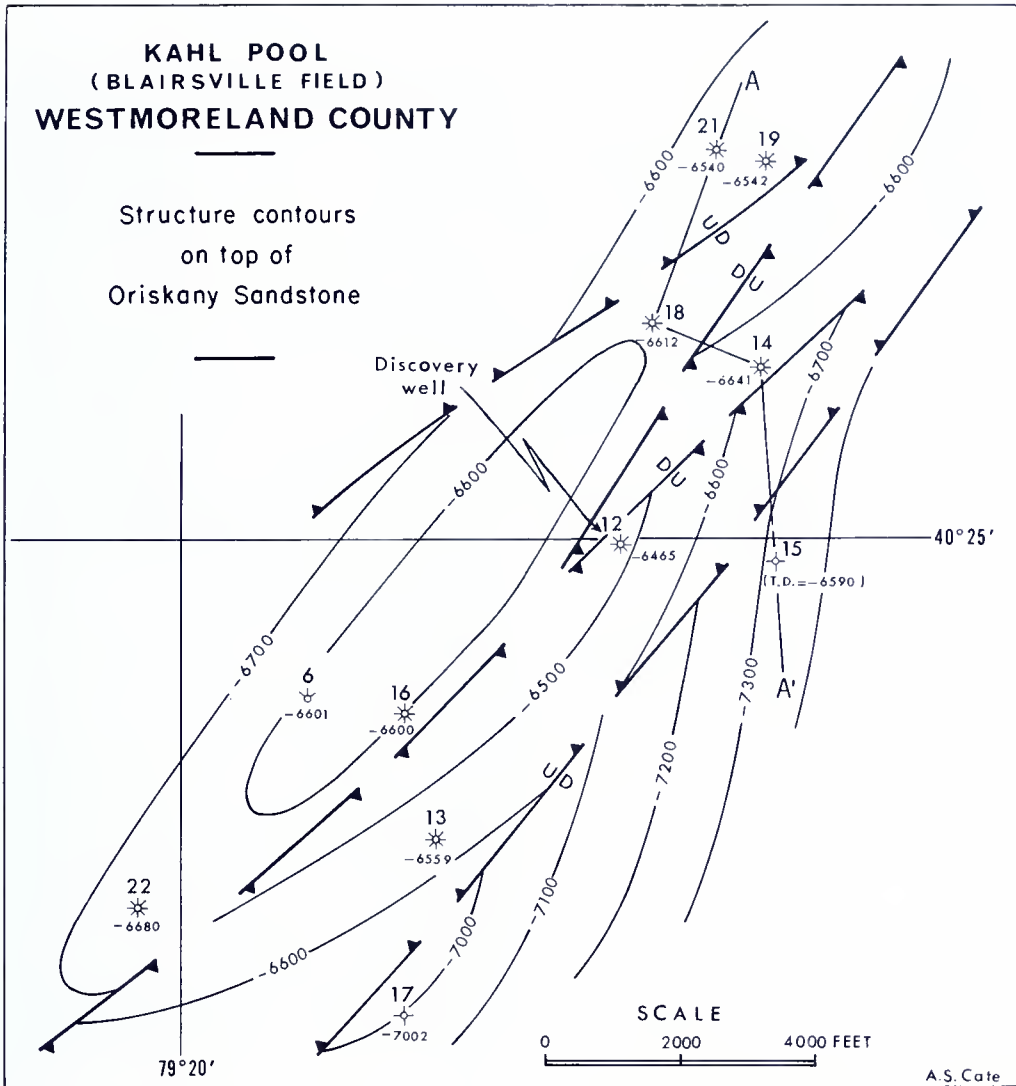 KAHL POOL
(BLAIRSVILLE FIELD)
WESTMORELAND COUNTY
Structure contours
on top of
Oriskany Sandstone
A
21
-6540
19
-6542
-6600
-6600
U
D
D
U
18
-6612
14
-6641
-6700
Discovery
well
-6600
-6600
D
U
12
-6465
40°25'
15
(T.D.=-6590)
-6700
6
-6601
16
-6600
-6500
-7300
A'
-7200
U
D
13
-6559
22
-6680
-7100
-7000
-6600
17
-7002
79°20'
SCALE
0 2000 4000 FEET
A.S. Cate